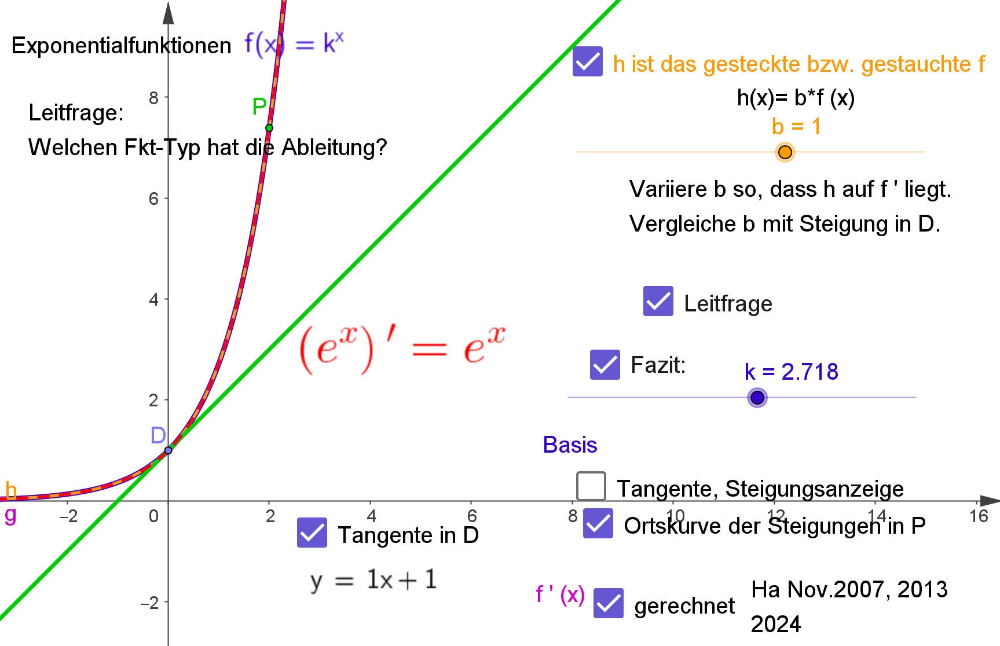 Exponentialfunktionen f(x) = k^x
h ist das gesteckte bzw. gestauchte f
h(x)= b*f (x)
b = 1
Leitfrage:
Welchen Fkt-Typ hat die Ableitung?
P
Variiere b so, dass h auf f ' liegt.
Vergleiche b mit Steigung in D.
Leitfrage
(e^x)' = e^x
Fazit:
k = 2.718
Basis
D
h
g
Tangente, Steigungsanzeige
8
6
4
2
–2
–2
0
2
4
6
8
10
12
14
16
Tangente in D
Ortskurve der Steigungen in P
y = 1x + 1
f ' (x)
gerechnet
Ha Nov.2007, 2013
2024